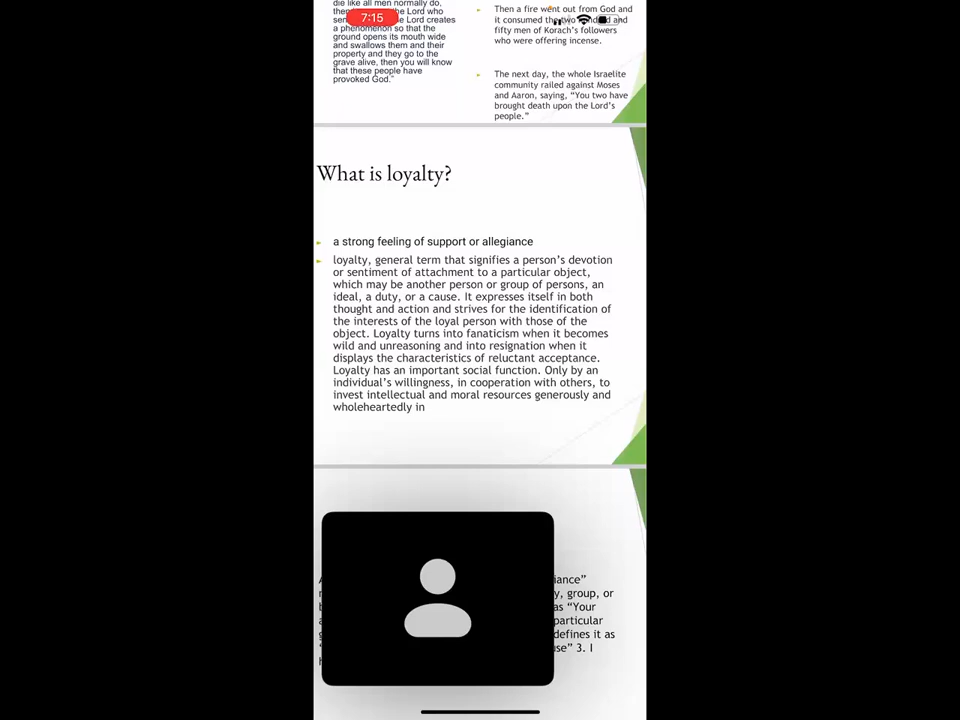 7:15
die like all men normally do,
the Lord who
sen Lord creates
a phenomenon so that the
ground opens its mouth wide
and swallows them and their
property and they go to the
grave alive, then you will know
that these people have
provoked God."
Then a fire went out from God and
it consumed the two and
fifty men of Korach’s followers
who were offering incense.
The next day, the whole Israelite
community railed against Moses
and Aaron, saying, “You two have
brought death upon the Lord’s
people.”
What is loyalty?
a strong feeling of support or allegiance
loyalty, general term that signifies a person’s devotion
or sentiment of attachment to a particular object,
which may be another person or group of persons, an
ideal, a duty, or a cause. It expresses itself in both
thought and action and strives for the identification of
the interests of the loyal person with those of the
object. Loyalty turns into fanaticism when it becomes
wild and unreasoning and into resignation when it
displays the characteristics of reluctant acceptance.
Loyalty has an important social function. Only by an
individual’s willingness, in cooperation with others, to
invest intellectual and moral resources generously and
wholeheartedly in
iance”
y, group, or
as “Your
particular
defines it as
use” 3. I